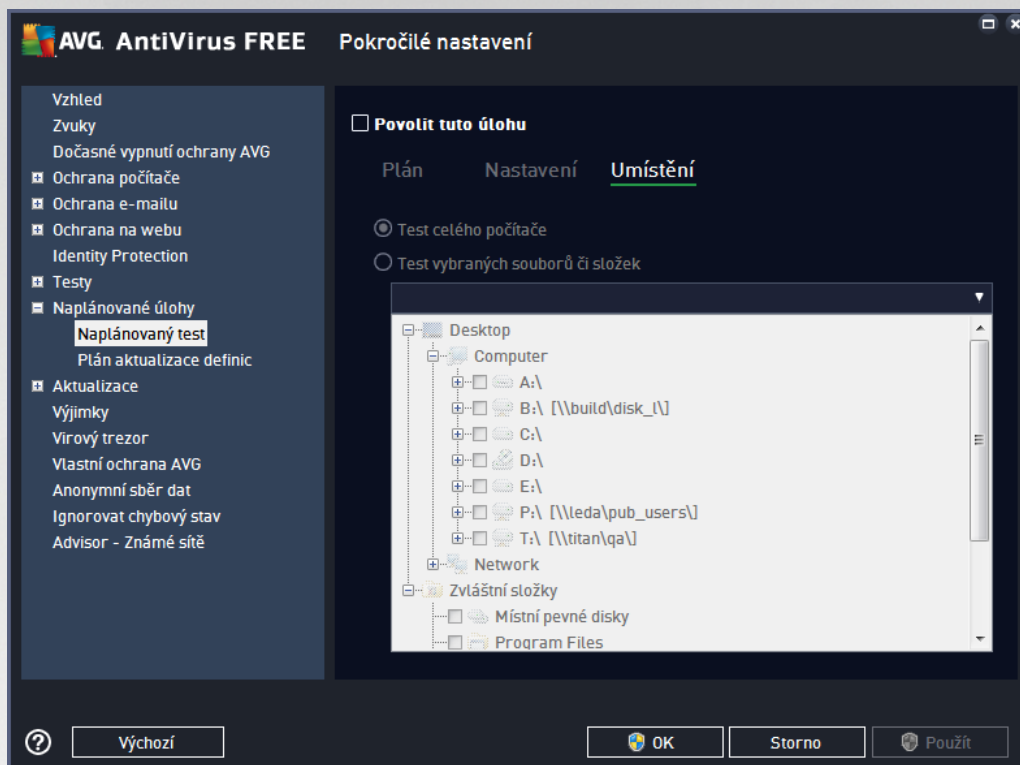 AVG. AntiVirus FREE
Pokročilé nastavení
Vzhled
Zvuky
Dočasné vypnutí ochrany AVG
Ochrana počítače
Ochrana e-mailu
Ochrana na webu
Identity Protection
Testy
Naplánované úlohy
Naplánovaný test
Plán aktualizace definic
Aktualizace
Výjimky
Virový trezor
Vlastní ochrana AVG
Anonymní sběr dat
Ignorovat chybový stav
Advisor - Známé sítě
Povolit tuto úlohu
Plán Nastavení Umístění
Test celého počítače
Test vybraných souborů či složek
Desktop
Computer
A:\
B:\ [\\build\disk_l\]
C:\
D:\
E:\
P:\ [\\leda\pub_users\]
T:\ [\\titan\qa\]
Network
Zvláštní složky
Místní pevné disky
Program Files
Výchozí
OK
Storno
Použít